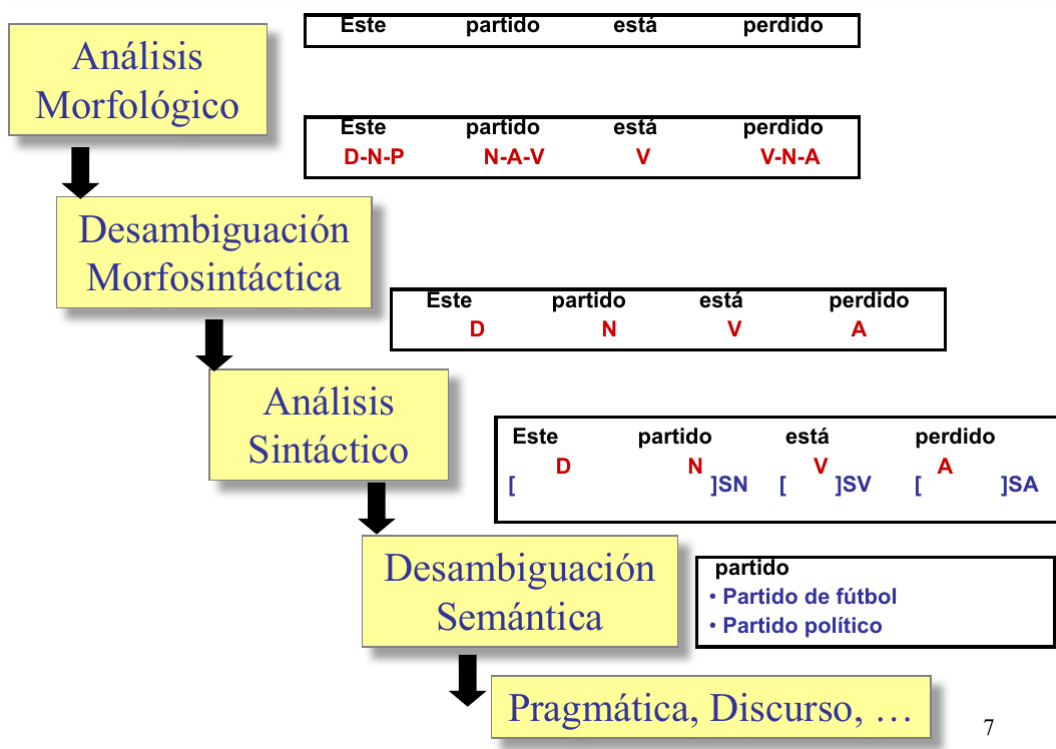 Este partido está perdido
Análisis
Morfológico
Este partido está perdido
D-N-P N-A-V V V-N-A
Desambiguación
Morfosintáctica
Este partido está perdido
D N V A
Análisis
Sintáctico
Este partido está perdido
D N V A
[ ]SN [ ]SV [ ]SA
Desambiguación
Semántica
partido
• Partido de fútbol
• Partido político
Pragmática, Discurso, …
7